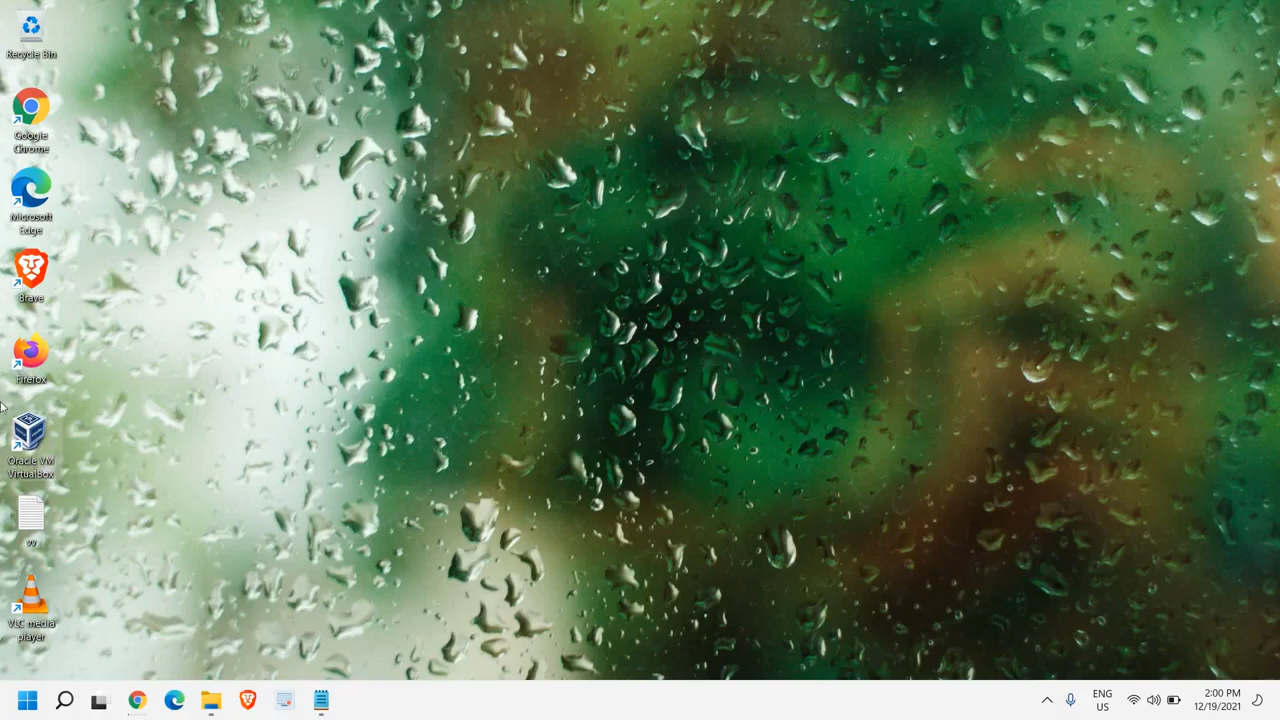 Recycle Bin
Google
Chrome
Microsoft
Edge
Brave
Firefox
Oracle VM
VirtualBox
vv
VLC media
player
ENG
US
2:00 PM
12/19/2021